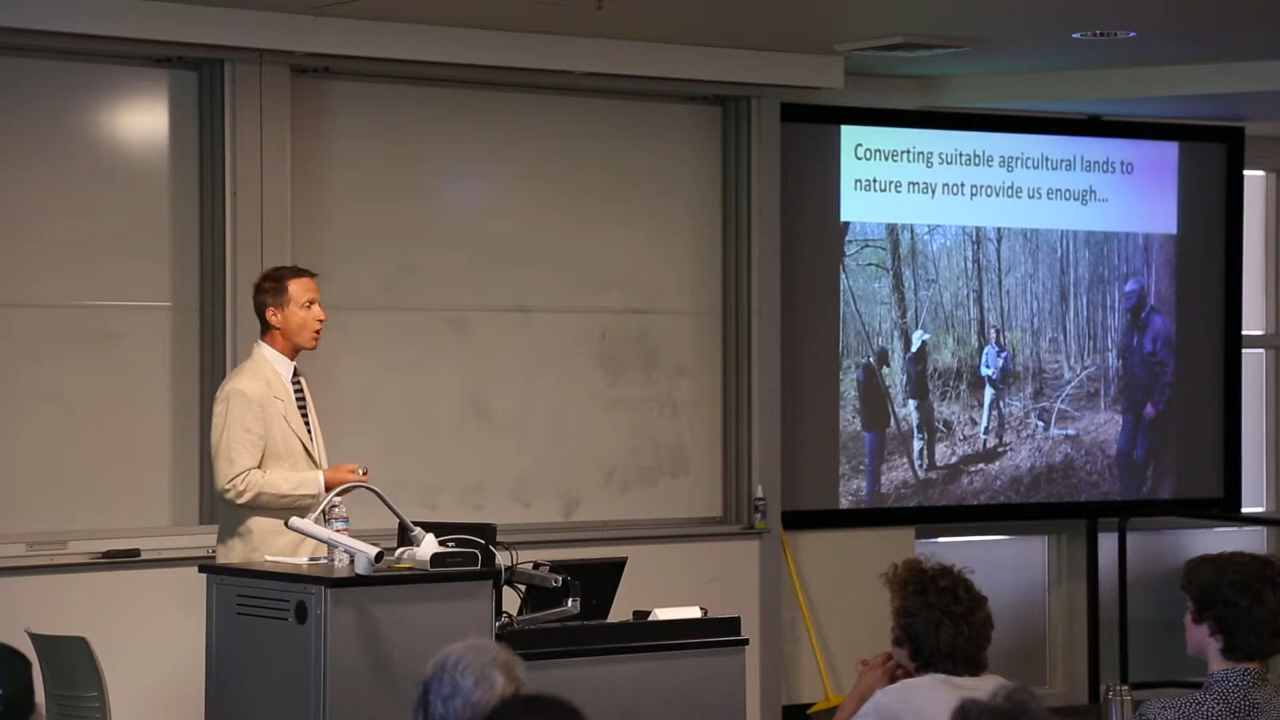 Converting suitable agricultural lands to
nature may not provide us enough...